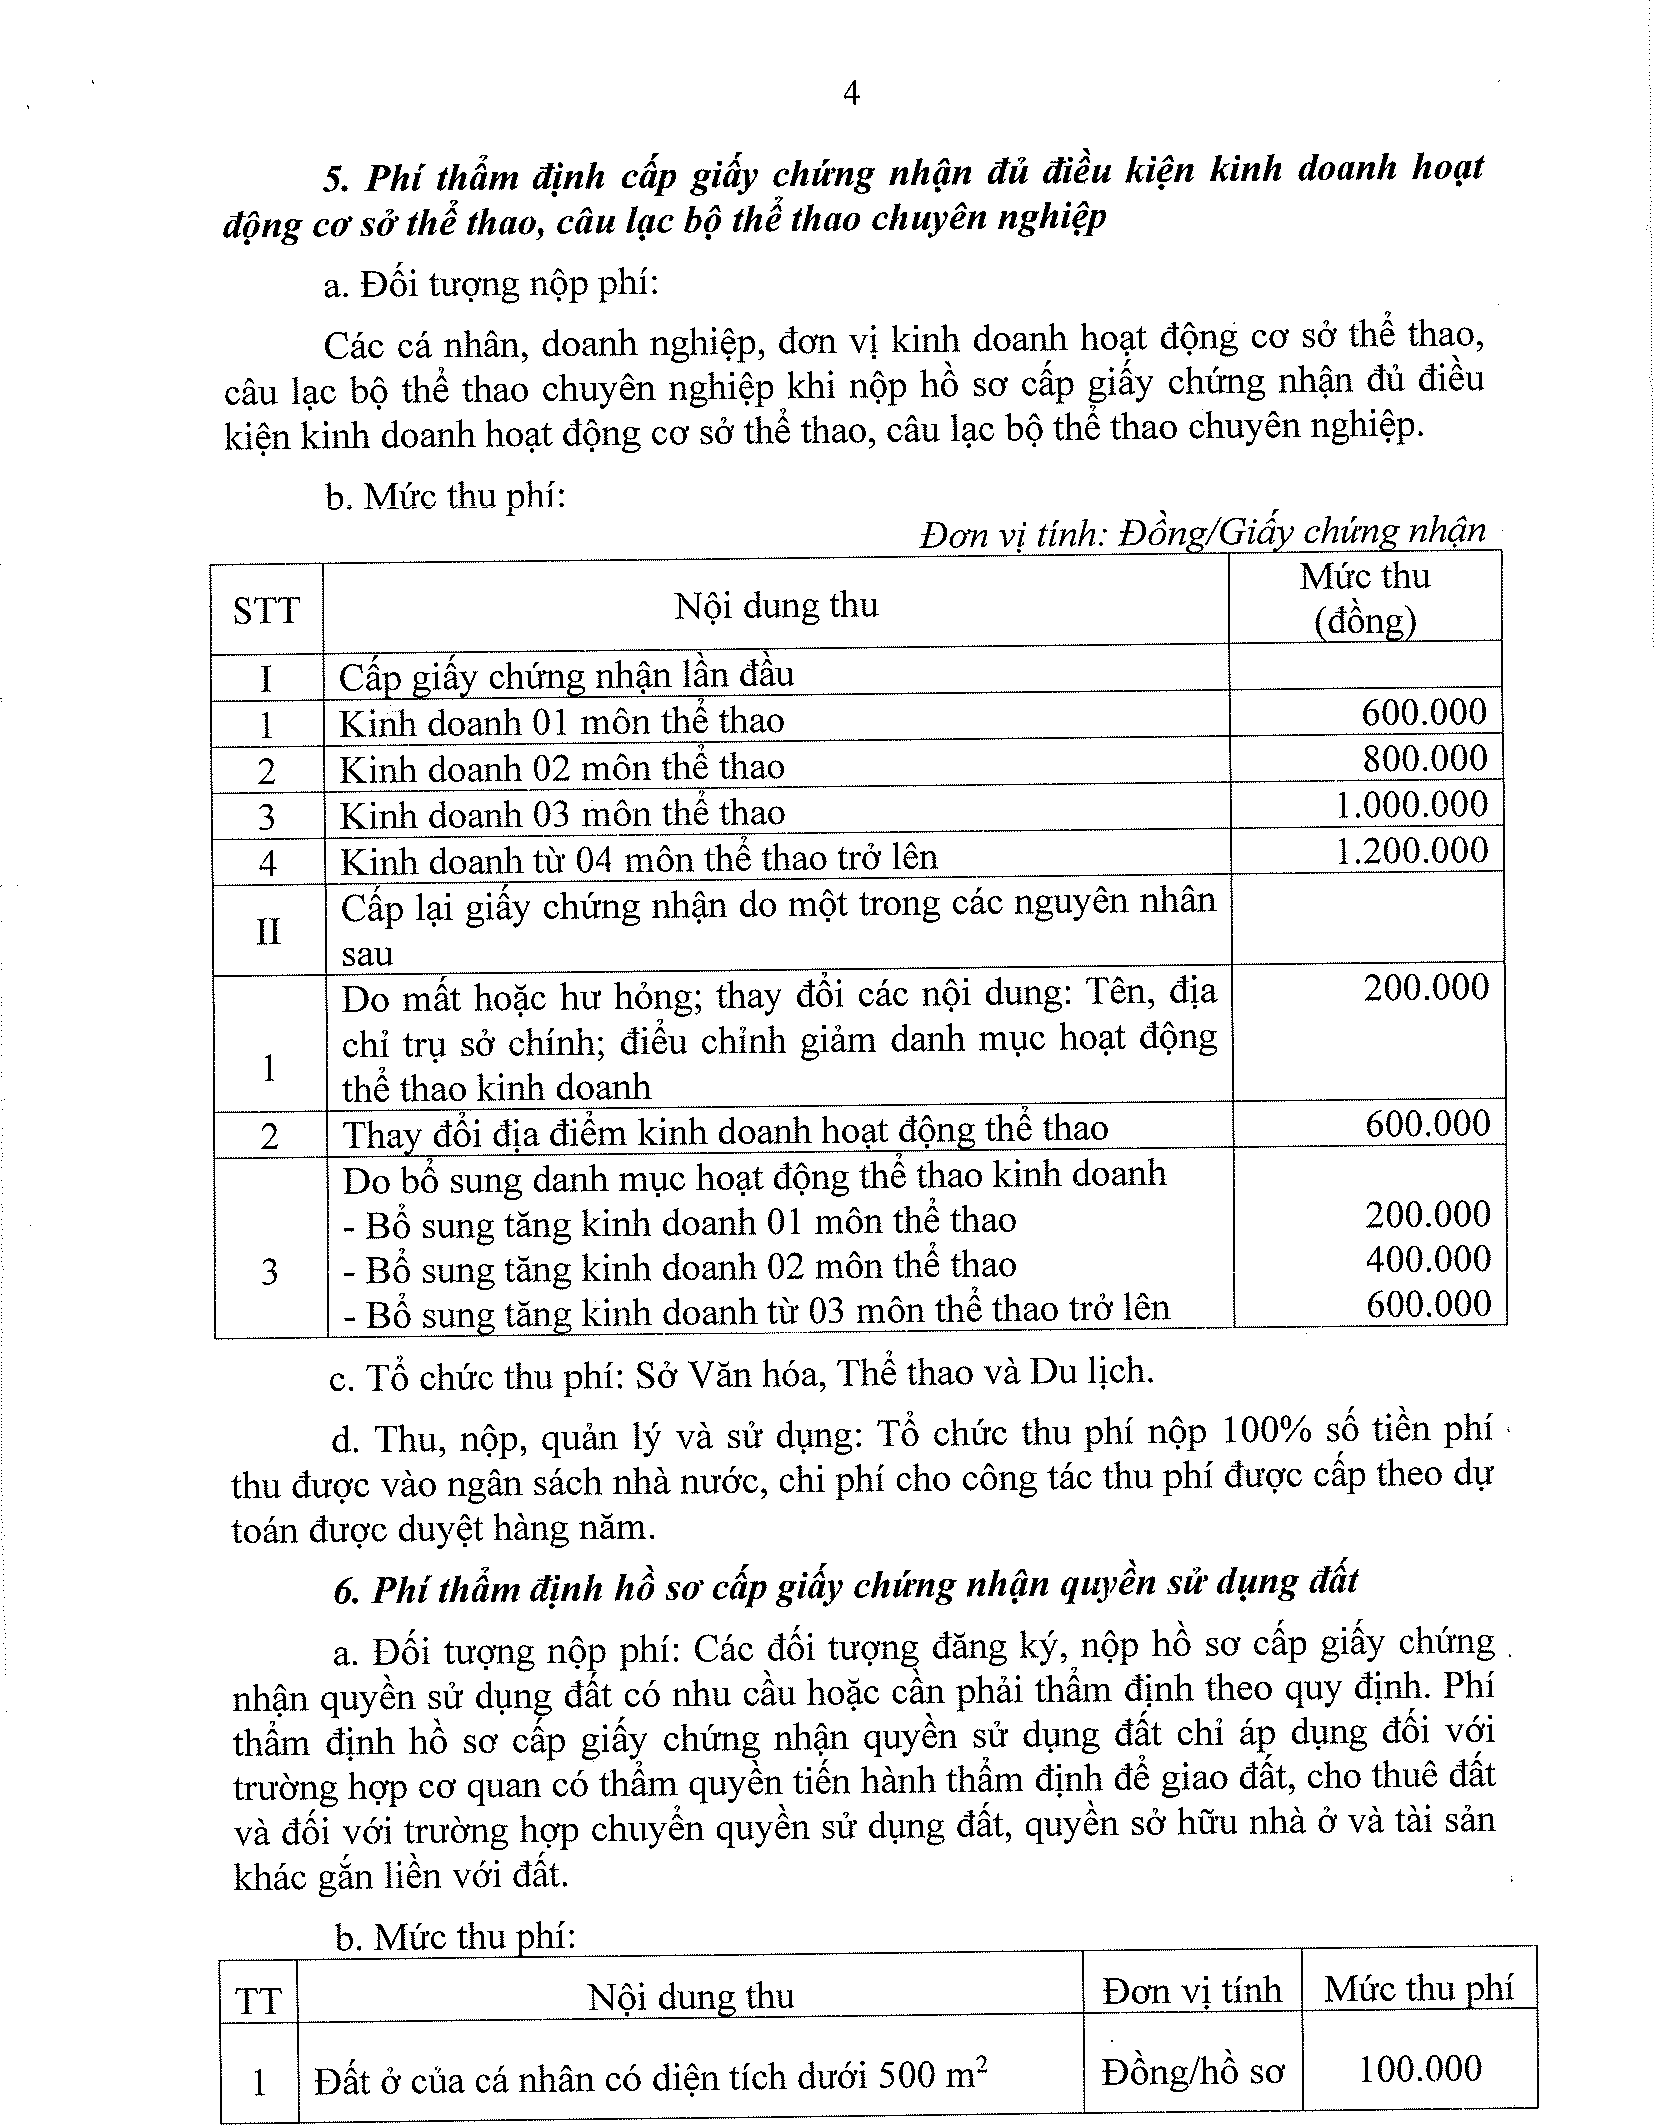 4
5. Phí thẩm định cấp giấy chứng nhận đủ điều kiện kinh doanh hoạt
động cơ sở thể thao, câu lạc bộ thể thao chuyên nghiệp
a. Đối tượng nộp phí:
Các cá nhân, doanh nghiệp, đơn vị kinh doanh hoạt động cơ sở thể thao,
câu lạc bộ thể thao chuyên nghiệp khi nộp hồ sơ cấp giấy chứng nhận đủ điều
kiện kinh doanh hoạt động cơ sở thể thao, câu lạc bộ thể thao chuyên nghiệp.
b. Mức thu phí:
Đơn vị tính: Đồng/Giấy chứng nhận
STT Nội dung thu Mức thu
(đồng)
I Cấp giấy chứng nhận lần đầu
1 Kinh doanh 01 môn thể thao 600.000
2 Kinh doanh 02 môn thể thao 800.000
3 Kinh doanh 03 môn thể thao 1.000.000
4 Kinh doanh từ 04 môn thể thao trở lên 1.200.000
II Cấp lại giấy chứng nhận do một trong các nguyên nhân
sau
Do mất hoặc hư hỏng; thay đổi các nội dung: Tên, địa 200.000
chỉ trụ sở chính; điều chỉnh giảm danh mục hoạt động
1 thể thao kinh doanh
2 Thay đổi địa điểm kinh doanh hoạt động thể thao 600.000
Do bổ sung danh mục hoạt động thể thao kinh doanh
- Bổ sung tăng kinh doanh 01 môn thể thao 200.000
3 - Bổ sung tăng kinh doanh 02 môn thể thao 400.000
- Bổ sung tăng kinh doanh từ 03 môn thể thao trở lên 600.000
c. Tổ chức thu phí: Sở Văn hóa, Thể thao và Du lịch.
d. Thu, nộp, quản lý và sử dụng: Tổ chức thu phí nộp 100% số tiền phí
thu được vào ngân sách nhà nước, chi phí cho công tác thu phí được cấp theo dự
toán được duyệt hàng năm.
6. Phí thẩm định hồ sơ cấp giấy chứng nhận quyền sử dụng đất
a. Đối tượng nộp phí: Các đối tượng đăng ký, nộp hồ sơ cấp giấy chứng
nhận quyền sử dụng đất có nhu cầu hoặc cần phải thẩm định theo quy định. Phí
thẩm định hồ sơ cấp giấy chứng nhận quyền sử dụng đất chỉ áp dụng đối với
trường hợp cơ quan có thẩm quyền tiến hành thẩm định để giao đất, cho thuê đất
và đối với trường hợp chuyển quyền sử dụng đất, quyền sở hữu nhà ở và tài sản
khác gắn liền với đất.
b. Mức thu phí:
TT Nội dung thu Đơn vị tính Mức thu phí
1 Đất ở của cá nhân có diện tích dưới 500 m² Đồng/hồ sơ 100.000